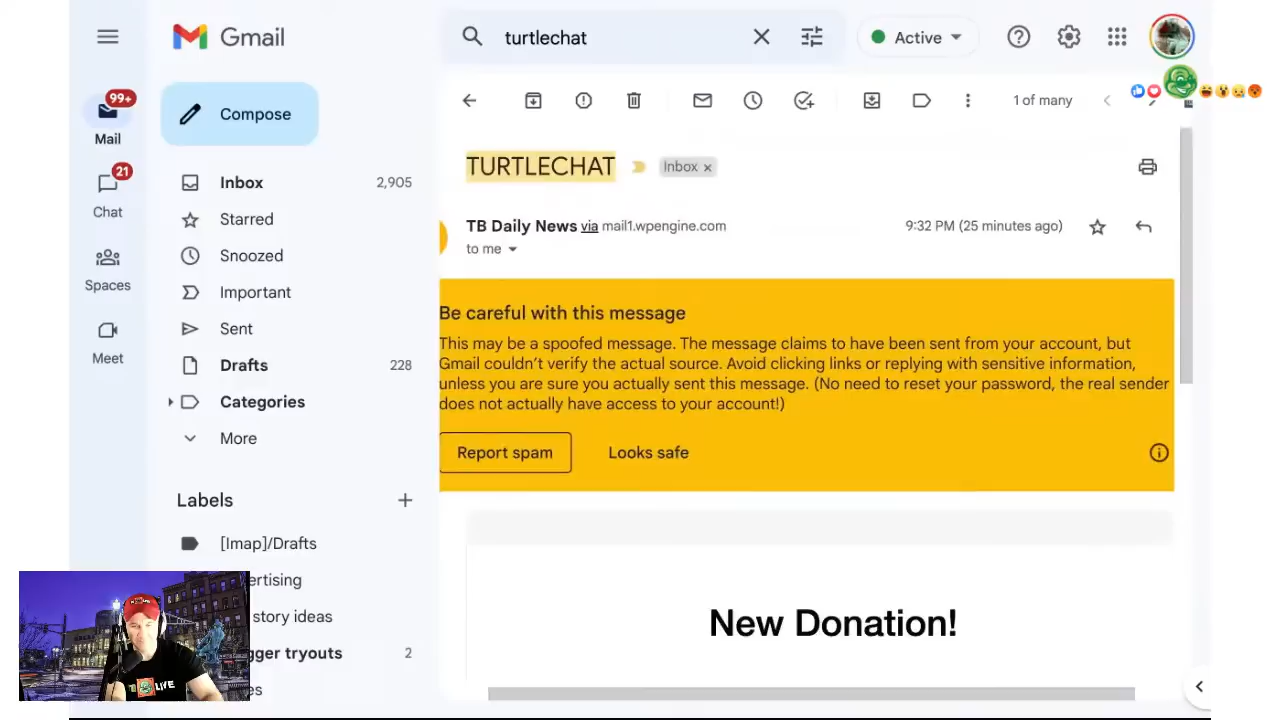 Gmail
turtlechat
Active
99+
Mail
Compose
1 of many
21
Chat
Inbox 2,905
Starred
Snoozed
Important
Sent
Drafts 228
Categories
More
Spaces
Meet
TURTLECHAT
Inbox ×
TB Daily News via mail1.wpengine.com
9:32 PM (25 minutes ago)
to me
Be careful with this message
This may be a spoofed message. The message claims to have been sent from your account, but
Gmail couldn't verify the actual source. Avoid clicking links or replying with sensitive information,
unless you are sure you actually sent this message. (No need to reset your password, the real sender
does not actually have access to your account!)
Report spam
Looks safe
Labels
[Imap]/Drafts
ertising
story ideas
gger tryouts 2
es
New Donation!
LIVE